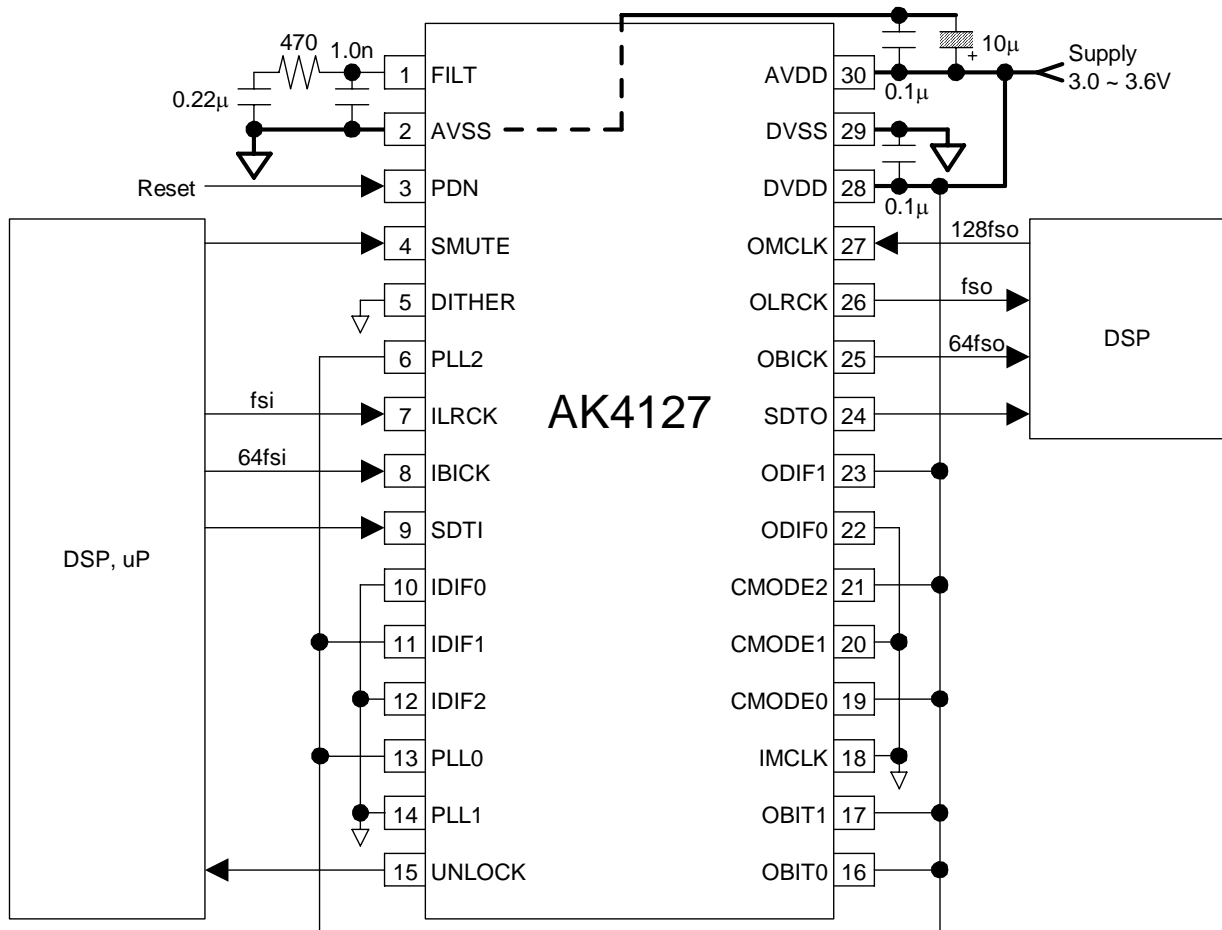 470
1.0n
0.22µ
10µ
+
Supply
3.0 ~ 3.6V
0.1µ
0.1µ
Reset
1 FILT
2 AVSS
3 PDN
4 SMUTE
5 DITHER
6 PLL2
7 ILRCK
8 IBICK
9 SDTI
10 IDIF0
11 IDIF1
12 IDIF2
13 PLL0
14 PLL1
15 UNLOCK
fsi
64fsi
DSP, uP
AK4127
AVDD 30
DVSS 29
DVDD 28
OMCLK 27
OLRCK 26
OBICK 25
SDTO 24
ODIF1 23
ODIF0 22
CMODE2 21
CMODE1 20
CMODE0 19
IMCLK 18
OBIT1 17
OBIT0 16
128fso
fso
64fso
DSP